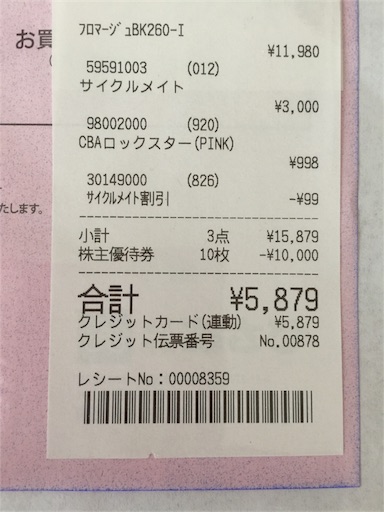 お買
たします。
フロマージュBK260-I
¥11,980
59591003 (012)
サイクルメイト
¥3,000
98002000 (920)
CBAロックスター(PINK)
¥998
30149000 (826)
サイクルメイト割引 -¥99
小計 3点 ¥15,879
株主優待券 10枚 -¥10,000
合計 ¥5,879
クレジットカード(連動) ¥5,879
クレジット伝票番号 No.00878
レシートNo:00008359